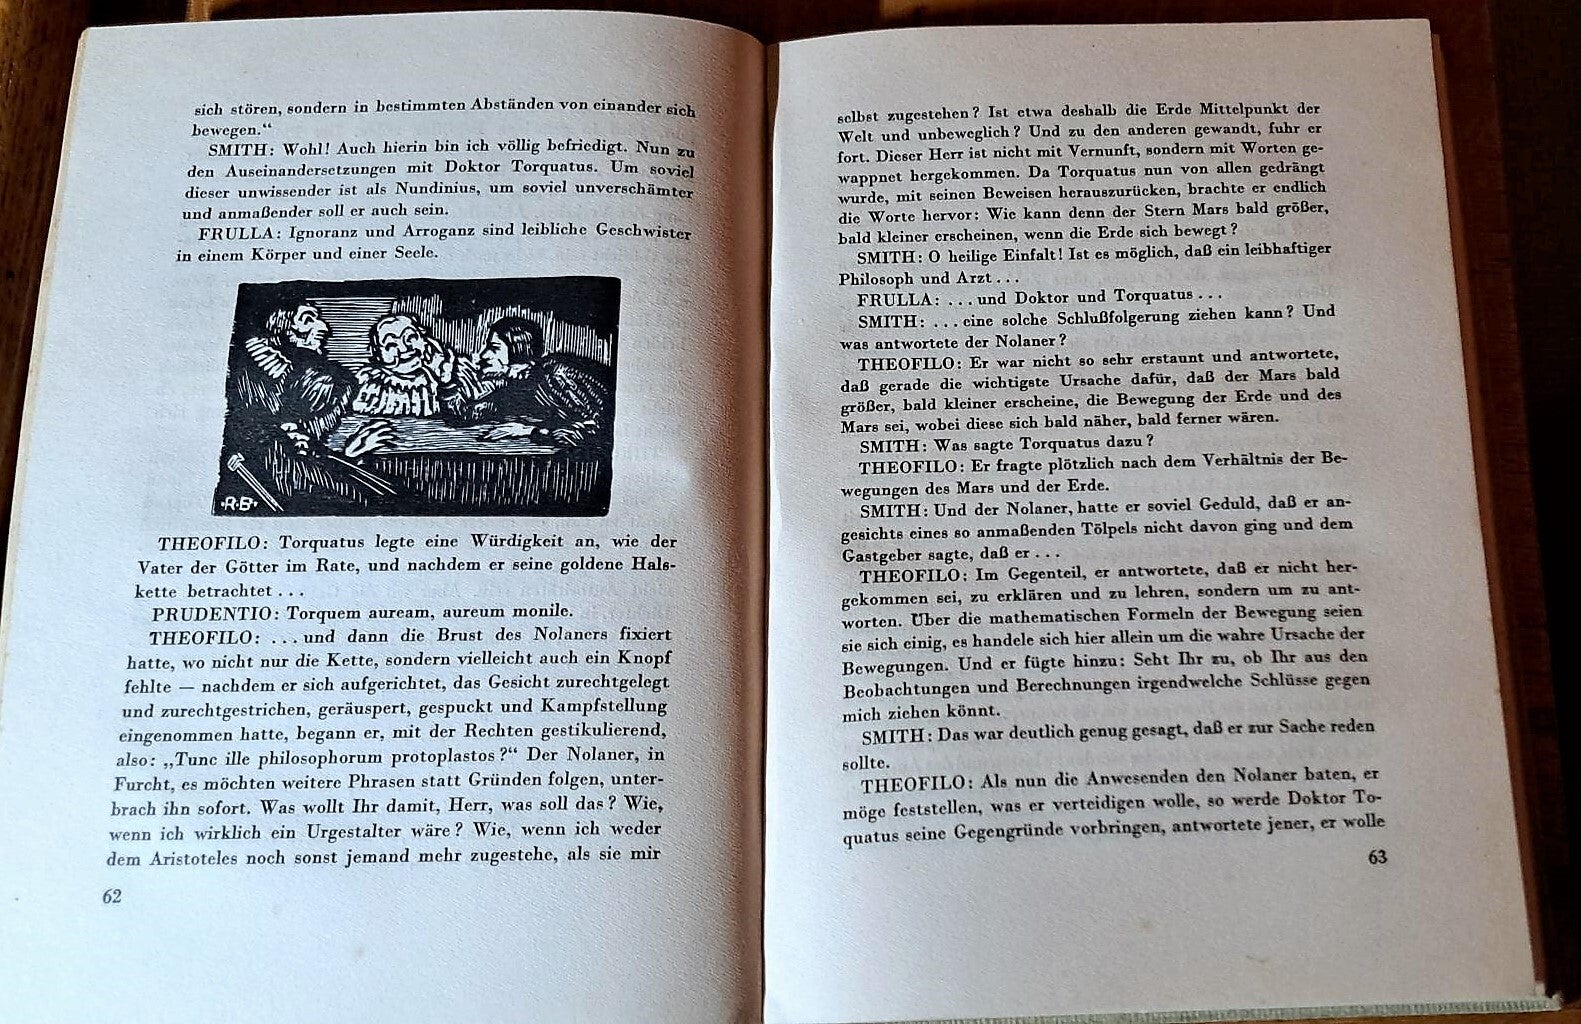 sich stören, sondern in bestimmten Abständen von einander sich
bewegen.“
SMITH: Wohl! Auch hierin bin ich völlig befriedigt. Nun zu
den Auseinandersetzungen mit Doktor Torquatus. Um soviel
dieser unwissender ist als Nundinius, um soviel unverschämter
und anmaßender soll er auch sein.
FRULLA: Ignoranz und Arroganz sind leibliche Geschwister
in einem Körper und einer Seele.
·R·B·
THEOFILO: Torquatus legte eine Würdigkeit an, wie der
Vater der Götter im Rate, und nachdem er seine goldene Hals-
kette betrachtet ...
PRUDENTIO: Torquem auream, aureum monile.
THEOFILO: ... und dann die Brust des Nolaners fixiert
hatte, wo nicht nur die Kette, sondern vielleicht auch ein Knopf
fehlte — nachdem er sich aufgerichtet, das Gesicht zurechtgelegt
und zurechtgestrichen, geräuspert, gespuckt und Kampfstellung
eingenommen hatte, begann er, mit der Rechten gestikulierend,
also: „Tunc ille philosophorum protoplastos?“ Der Nolaner, in
Furcht, es möchten weitere Phrasen statt Gründen folgen, unter-
brach ihn sofort. Was wollt Ihr damit, Herr, was soll das? Wie,
wenn ich wirklich ein Urgestalter wäre? Wie, wenn ich weder
dem Aristoteles noch sonst jemand mehr zugestehe, als sie mir
62
selbst zugestehen? Ist etwa deshalb die Erde Mittelpunkt der
Welt und unbeweglich? Und zu den anderen gewandt, fuhr er
fort. Dieser Herr ist nicht mit Vernunft, sondern mit Worten ge-
wappnet hergekommen. Da Torquatus nun von allen gedrängt
wurde, mit seinen Beweisen herauszurücken, brachte er endlich
die Worte hervor: Wie kann denn der Stern Mars bald größer,
bald kleiner erscheinen, wenn die Erde sich bewegt?
SMITH: O heilige Einfalt! Ist es möglich, daß ein leibhaftiger
Philosoph und Arzt ...
FRULLA: ... und Doktor und Torquatus ...
SMITH: ... eine solche Schlußfolgerung ziehen kann? Und
was antwortete der Nolaner?
THEOFILO: Er war nicht so sehr erstaunt und antwortete,
daß gerade die wichtigste Ursache dafür, daß der Mars bald
größer, bald kleiner erscheine, die Bewegung der Erde und des
Mars sei, wobei diese sich bald näher, bald ferner wären.
SMITH: Was sagte Torquatus dazu?
THEOFILO: Er fragte plötzlich nach dem Verhältnis der Be-
wegungen des Mars und der Erde.
SMITH: Und der Nolaner, hatte er soviel Geduld, daß er an-
gesichts eines so anmaßenden Tölpels nicht davon ging und dem
Gastgeber sagte, daß er ...
THEOFILO: Im Gegenteil, er antwortete, daß er nicht her-
gekommen sei, zu erklären und zu lehren, sondern um zu ant-
worten. Über die mathematischen Formeln der Bewegung seien
sie sich einig, es handele sich hier allein um die wahre Ursache der
Bewegungen. Und er fügte hinzu: Seht Ihr zu, ob Ihr aus den
Beobachtungen und Berechnungen irgendwelche Schlüsse gegen
mich ziehen könnt.
SMITH: Das war deutlich genug gesagt, daß er zur Sache reden
sollte.
THEOFILO: Als nun die Anwesenden den Nolaner baten, er
möge feststellen, was er verteidigen wolle, so werde Doktor To-
quatus seine Gegengründe vorbringen, antwortete jener, er wolle
63